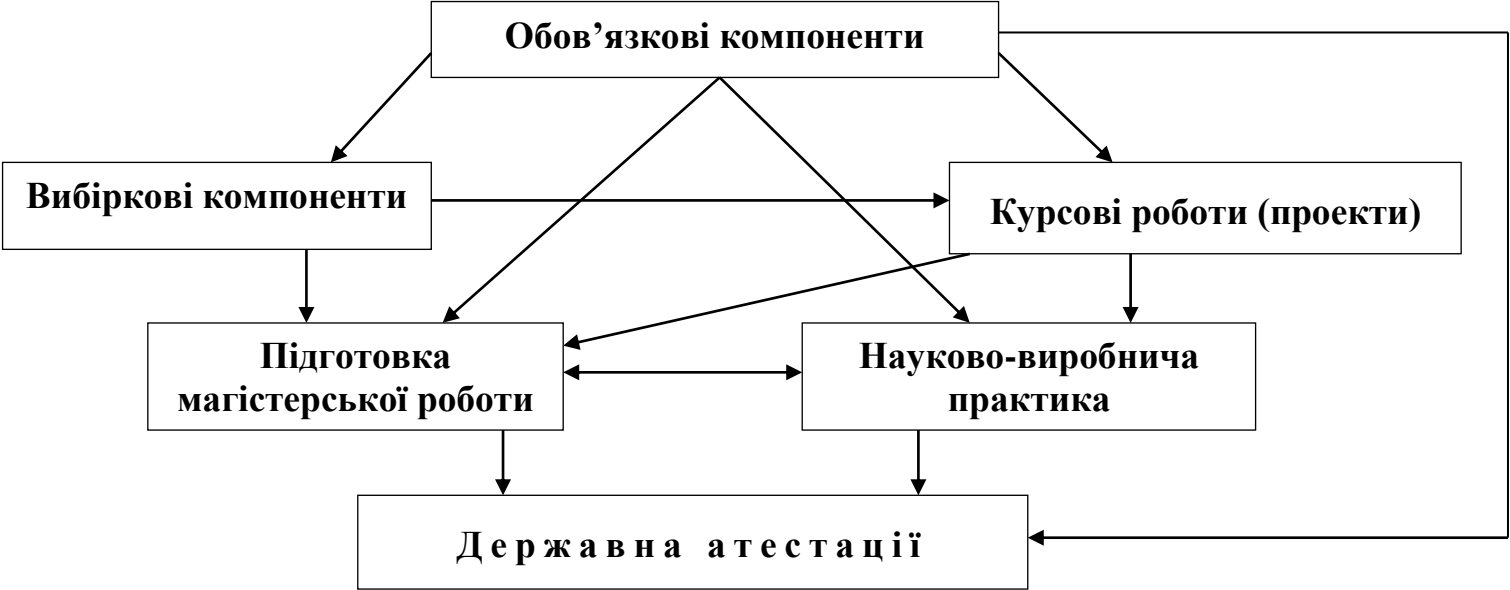 Обов’язкові компоненти
Вибіркові компоненти
Курсові роботи (проекти)
Підготовка
магістерської роботи
Науково-виробнича
практика
Державна атестації